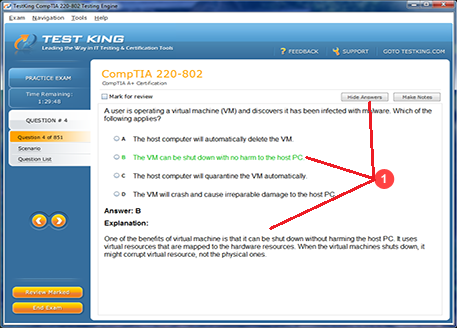 TestKing CompTIA 220-802 Testing Engine
Exam Navigation Tools Help
TEST KING
Leading the Way in IT Testing & Certification Tools
FEEDBACK
SUPPORT
GOTO TESTKING.COM
PRACTICE EXAM
Time Remaining:
1:29:48
QUESTION # 4
Question 4 of 851
Scenario
Question List
Review Marked
End Exam
CompTIA 220-802
CompTIA A+ Certification
Mark for review
Hide Answers
Make Notes
A user is operating a virtual machine (VM) and discovers it has been infected with malware. Which of the
following applies?
A The host computer will automatically delete the VM.
B The VM can be shut down with no harm to the host PC.
C The host computer will quarantine the VM automatically.
D The VM will crash and cause irreparable damage to the host PC.
1
Answer: B
Explanation:
One of the benefits of virtual machine is that it can be shut down without harming the host PC. It uses
virtual resources that are mapped to the hardware resources. When the virtual machines shuts down, it
might corrupt virtual resource, not the physical ones.